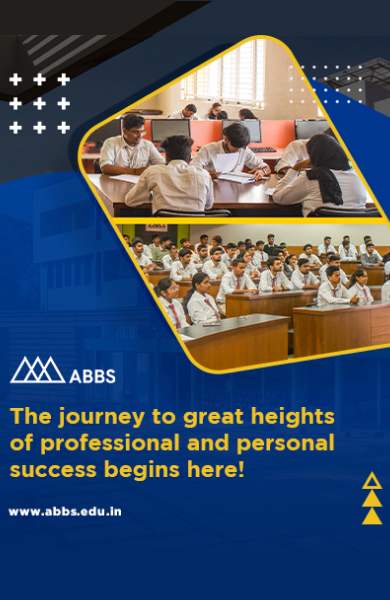 ABBS
The journey to great heights
of professional and personal
success begins here!
www.abbs.edu.in